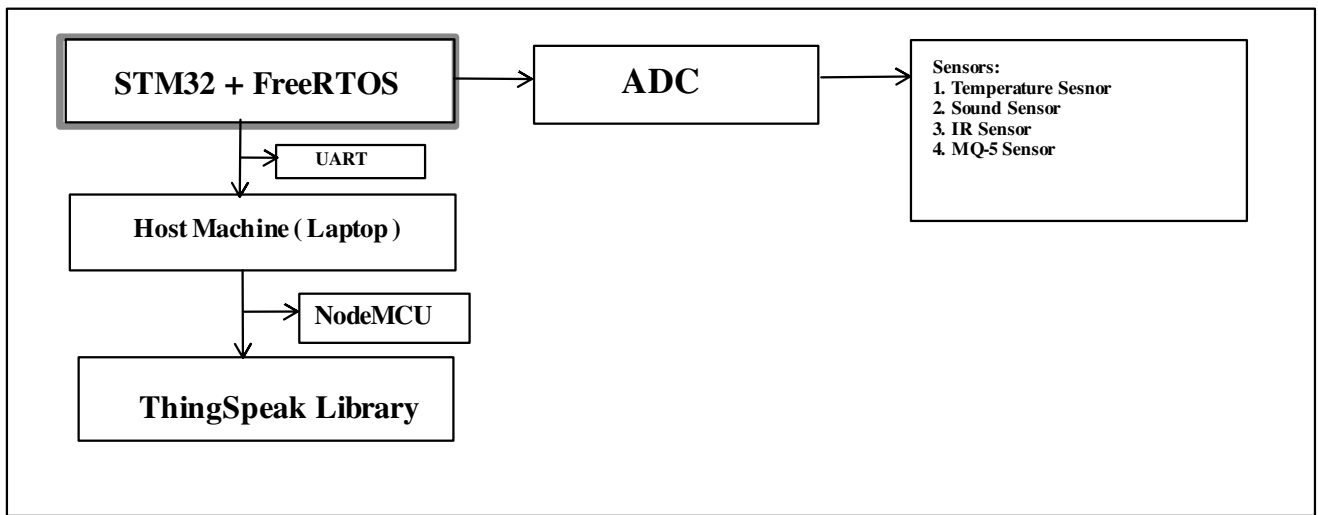 STM32 + FreeRTOS
ADC
Sensors:
1. Temperature Sesnor
2. Sound Sensor
3. IR Sensor
4. MQ-5 Sensor
UART
Host Machine ( Laptop )
NodeMCU
ThingSpeak Library